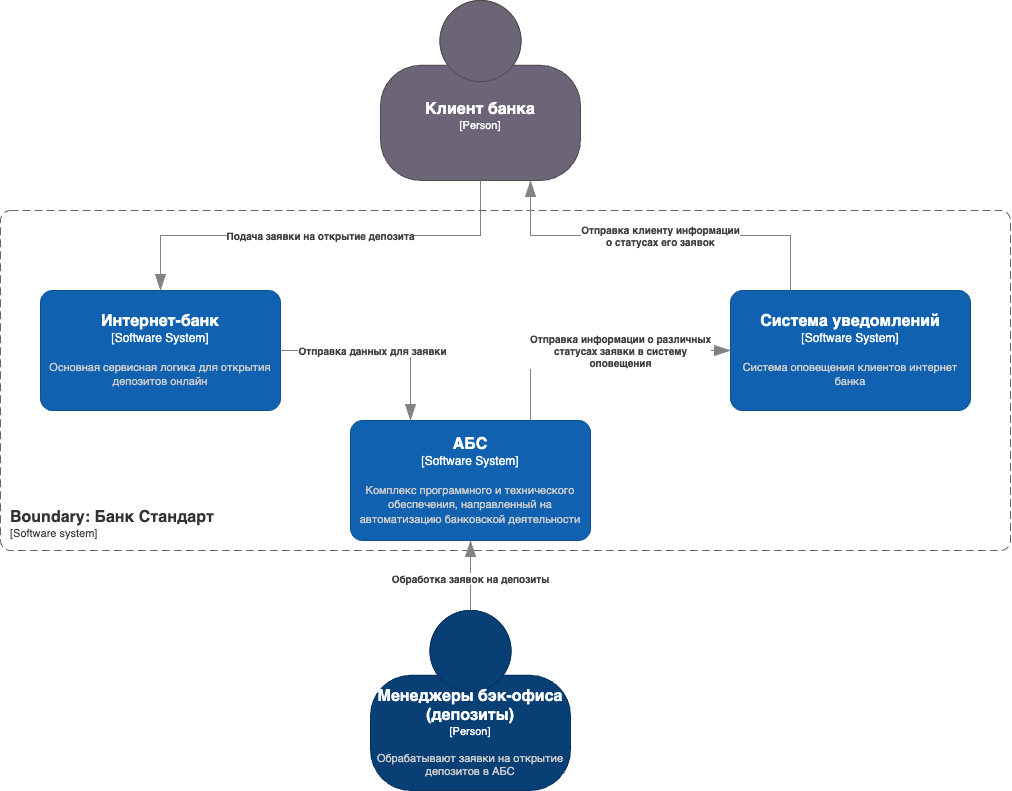 Клиент банка
[Person]
Подача заявки на открытие депозита
Отправка клиенту информации
о статусах его заявок
Интернет-банк
[Software System]
Основная сервисная логика для открытия
депозитов онлайн
Отправка данных для заявки
Отправка информации о различных
статусах заявки в систему
оповещения
Система уведомлений
[Software System]
Система оповещения клиентов интернет
банка
АБС
[Software System]
Комплекс программного и технического
обеспечения, направленный на
автоматизацию банковской деятельности
Boundary: Банк Стандарт
[Software system]
Обработка заявок на депозиты
Менеджеры бэк-офиса
(депозиты)
[Person]
Обрабатывают заявки на открытие
депозитов в АБС